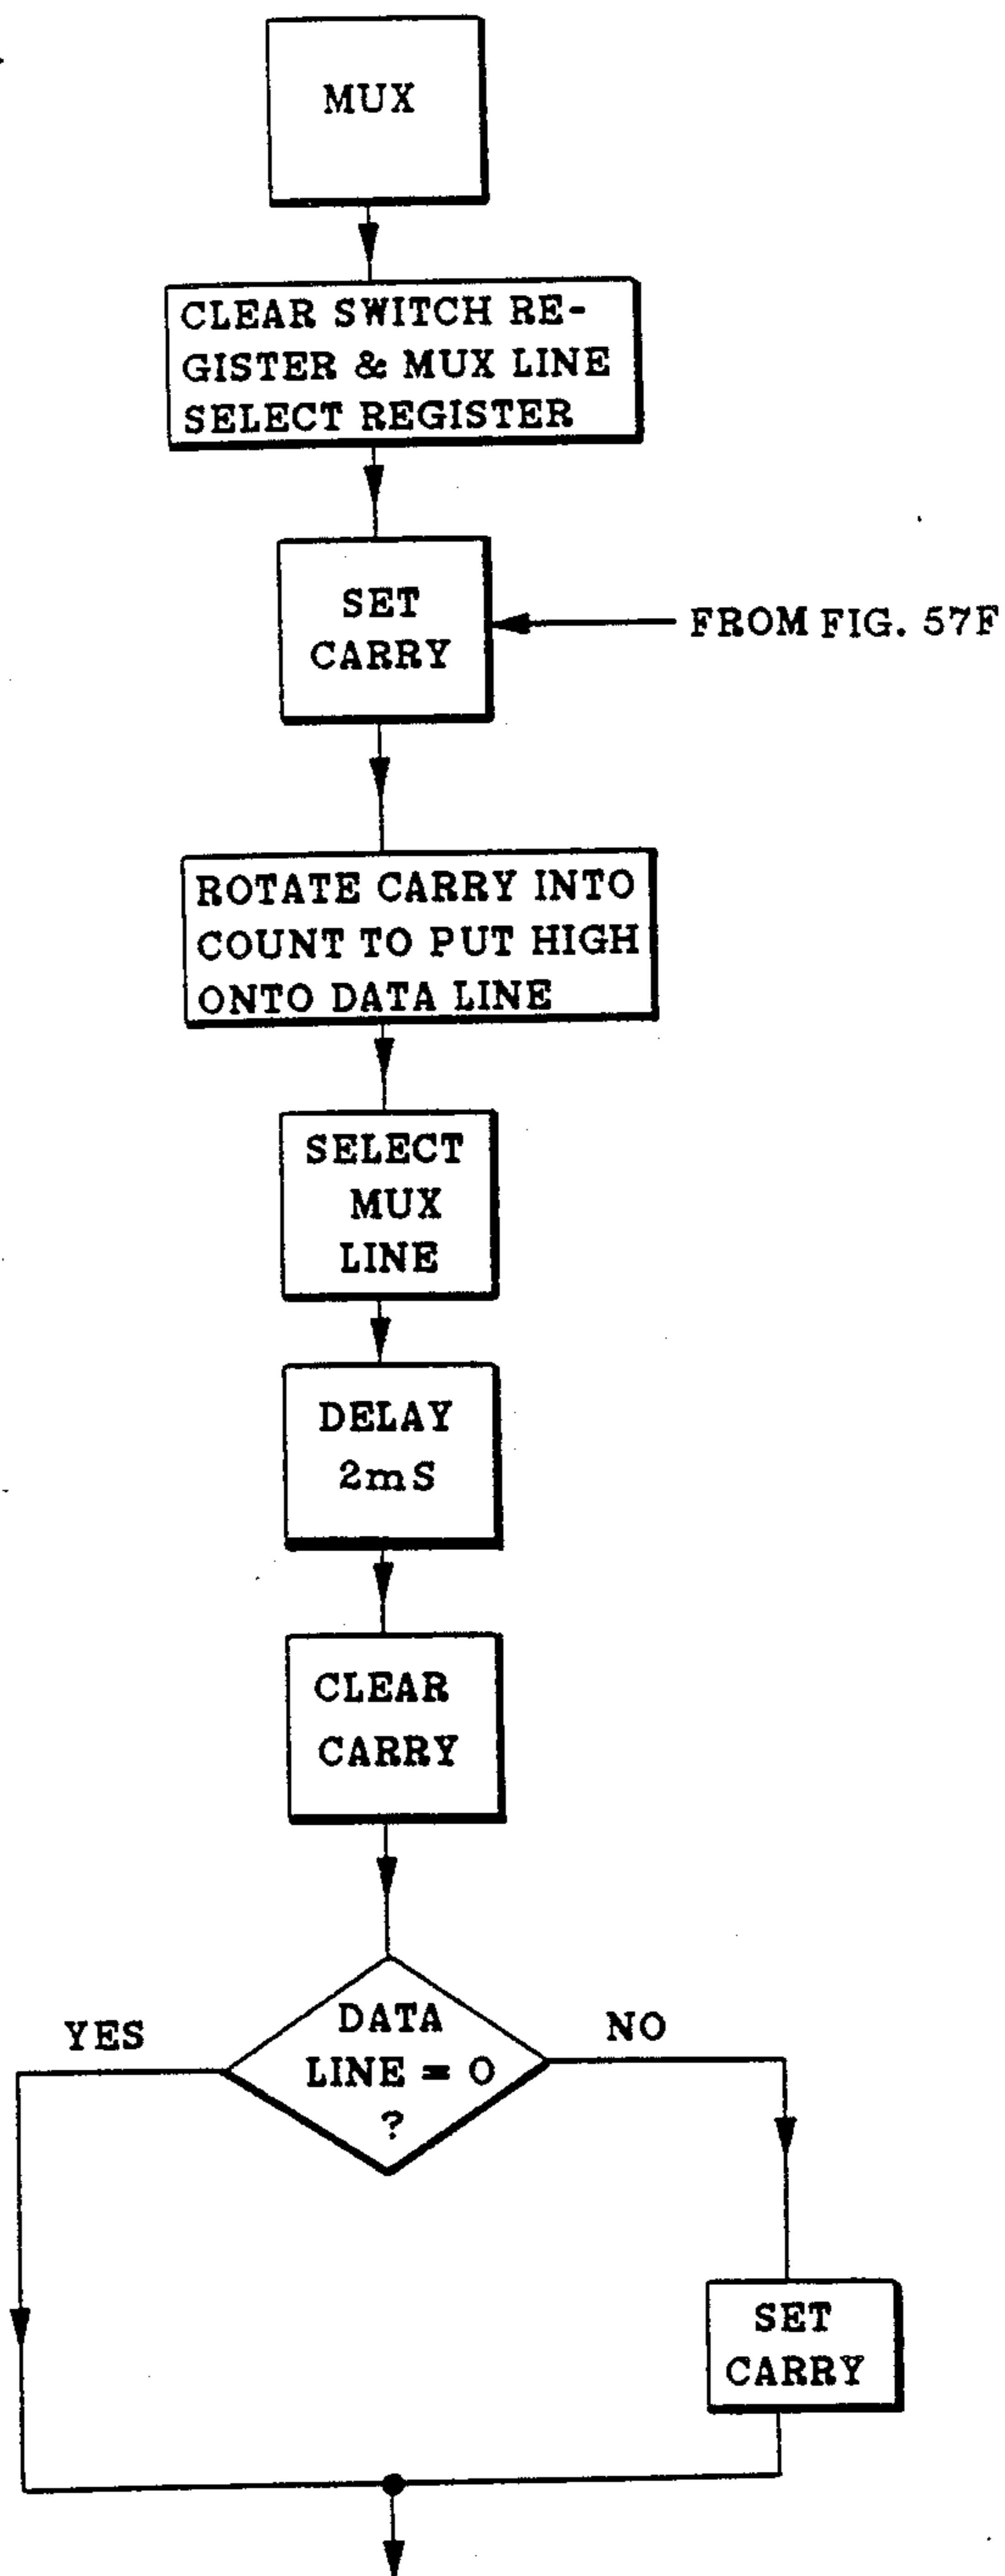 MUX
CLEAR SWITCH RE-
GISTER & MUX LINE
SELECT REGISTER
SET
CARRY
FROM FIG. 57F
ROTATE CARRY INTO
COUNT TO PUT HIGH
ONTO DATA LINE
SELECT
MUX
LINE
DELAY
2mS
CLEAR
CARRY
YES
DATA
LINE = 0
?
NO
SET
CARRY